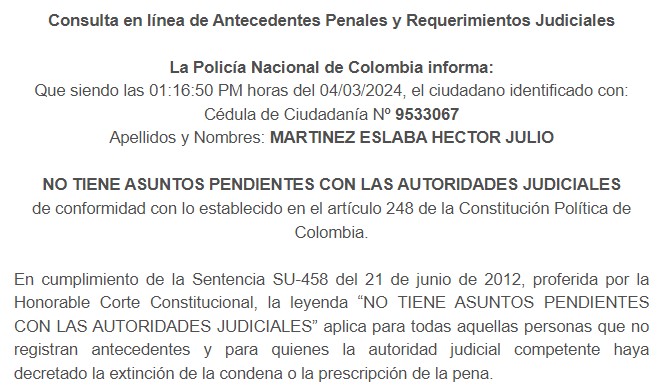 Consulta en línea de Antecedentes Penales y Requerimientos Judiciales
La Policía Nacional de Colombia informa:
Que siendo las 01:16:50 PM horas del 04/03/2024, el ciudadano identificado con:
Cédula de Ciudadanía Nº 9533067
Apellidos y Nombres: MARTINEZ ESLABA HECTOR JULIO
NO TIENE ASUNTOS PENDIENTES CON LAS AUTORIDADES JUDICIALES
de conformidad con lo establecido en el artículo 248 de la Constitución Política de
Colombia.
En cumplimiento de la Sentencia SU-458 del 21 de junio de 2012, proferida por la
Honorable Corte Constitucional, la leyenda “NO TIENE ASUNTOS PENDIENTES
CON LAS AUTORIDADES JUDICIALES” aplica para todas aquellas personas que no
registran antecedentes y para quienes la autoridad judicial competente haya
decretado la extinción de la condena o la prescripción de la pena.